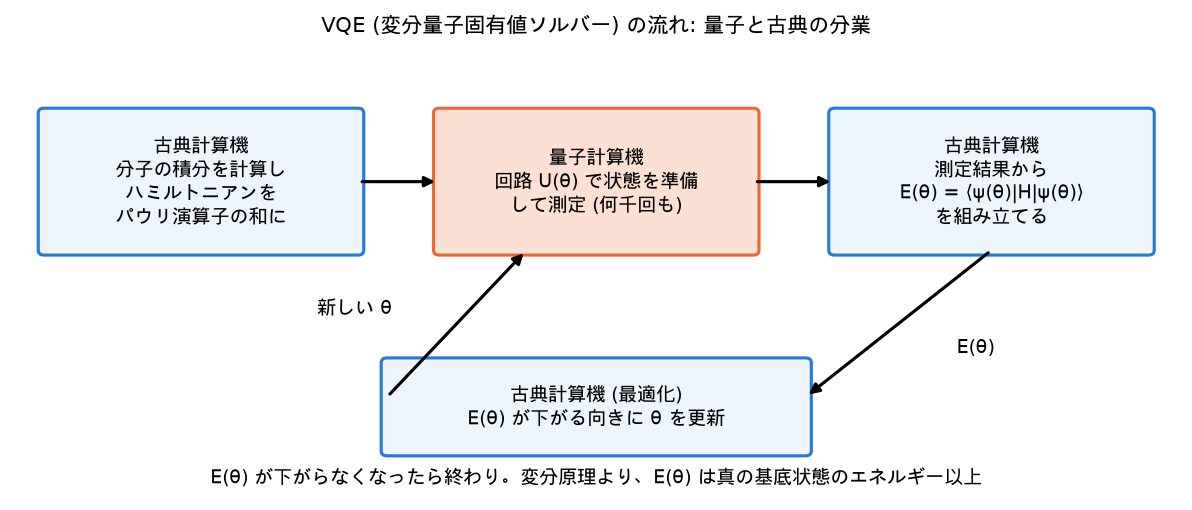 VQE (変分量子固有値ソルバー) の流れ: 量子と古典の分業
古典計算機
分子の積分を計算し
ハミルトニアンを
パウリ演算子の和に
量子計算機
回路 U(θ) で状態を準備
して測定 (何千回も)
古典計算機
測定結果から
E(θ) = ⟨ψ(θ)|H|ψ(θ)⟩
を組み立てる
新しい θ
E(θ)
古典計算機 (最適化)
E(θ) が下がる向きに θ を更新
E(θ) が下がらなくなったら終わり。変分原理より、E(θ) は真の基底状態のエネルギー以上